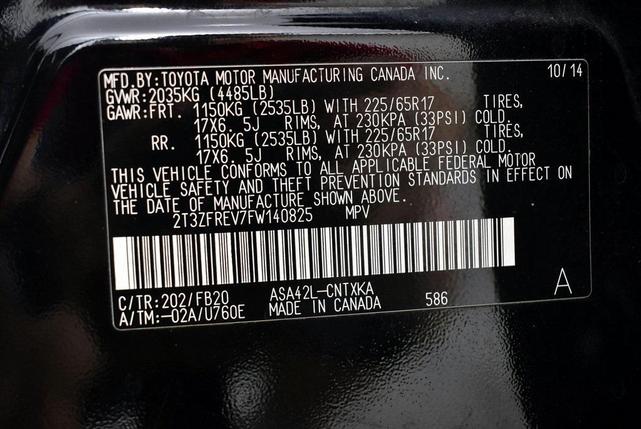 MFD.BY:TOYOTA MOTOR MANUFACTURING CANADA INC. 10/14
GVWR:2035KG (4485LB)
GAWR:FRT. 1150KG (2535LB) WITH 225/65R17 TIRES,
17X6. 5J RIMS, AT 230KPA (33PSI) COLD.
RR. 1150KG (2535LB) WITH 225/65R17 TIRES,
17X6. 5J RIMS, AT 230KPA (33PSI) COLD.
THIS VEHICLE CONFORMS TO ALL APPLICABLE FEDERAL MOTOR
VEHICLE SAFETY AND THEFT PREVENTION STANDARDS IN EFFECT ON
THE DATE OF MANUFACTURE SHOWN ABOVE.
2T3ZFREV7FW140825 MPV
C/TR:202/FB20 ASA42L-CNTXKA A
A/TM:-02A/U760E MADE IN CANADA 586